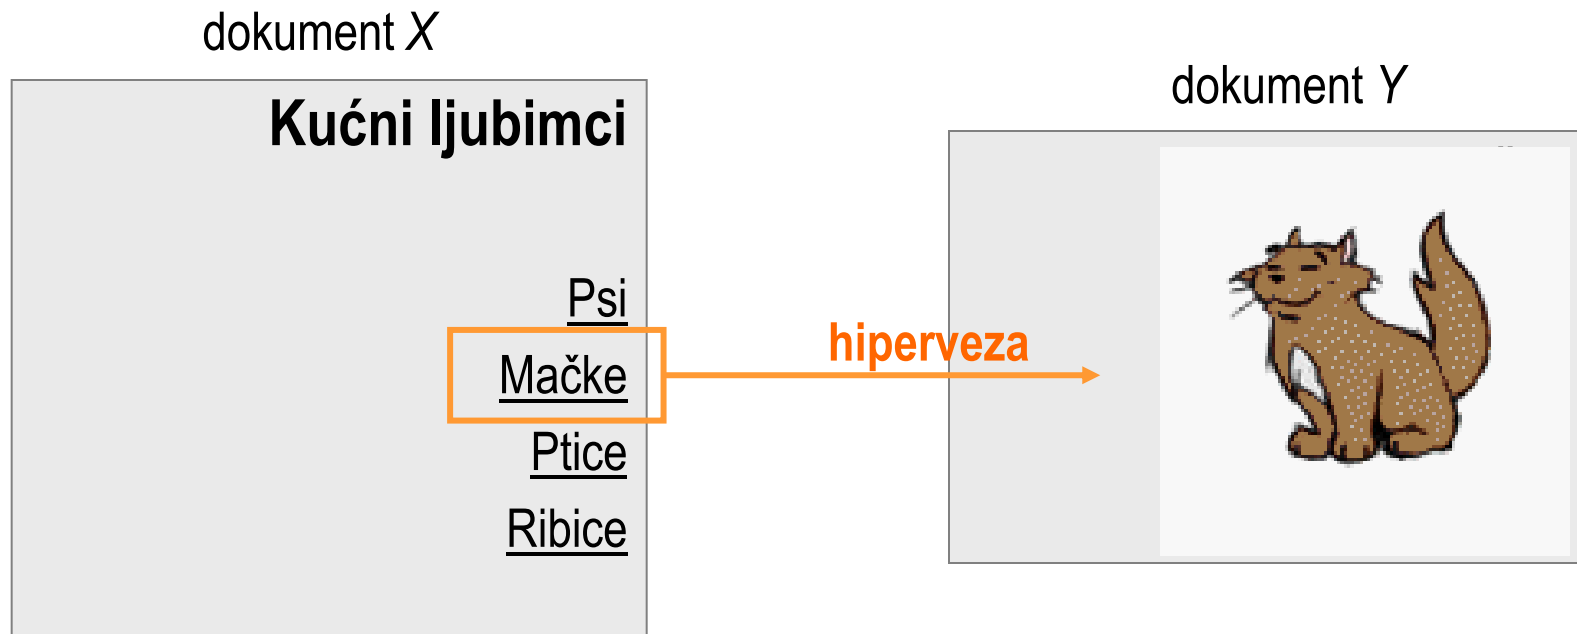 dokument X
Kućni ljubimci
Psi
Mačke
Ptice
Ribice
hiperveza
dokument Y